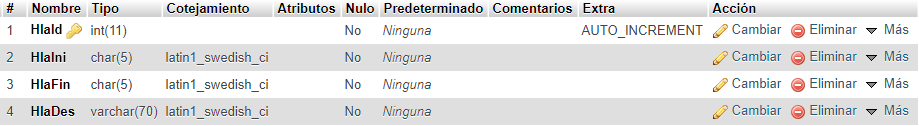 # Nombre Tipo Cotejamiento Atributos Nulo Predeterminado Comentarios Extra Acción
1 HlaId int(11) No Ninguna AUTO_INCREMENT Cambiar Eliminar Más
2 HlaIni char(5) latin1_swedish_ci No Ninguna Cambiar Eliminar Más
3 HlaFin char(5) latin1_swedish_ci No Ninguna Cambiar Eliminar Más
4 HlaDes varchar(70) latin1_swedish_ci No Ninguna Cambiar Eliminar Más